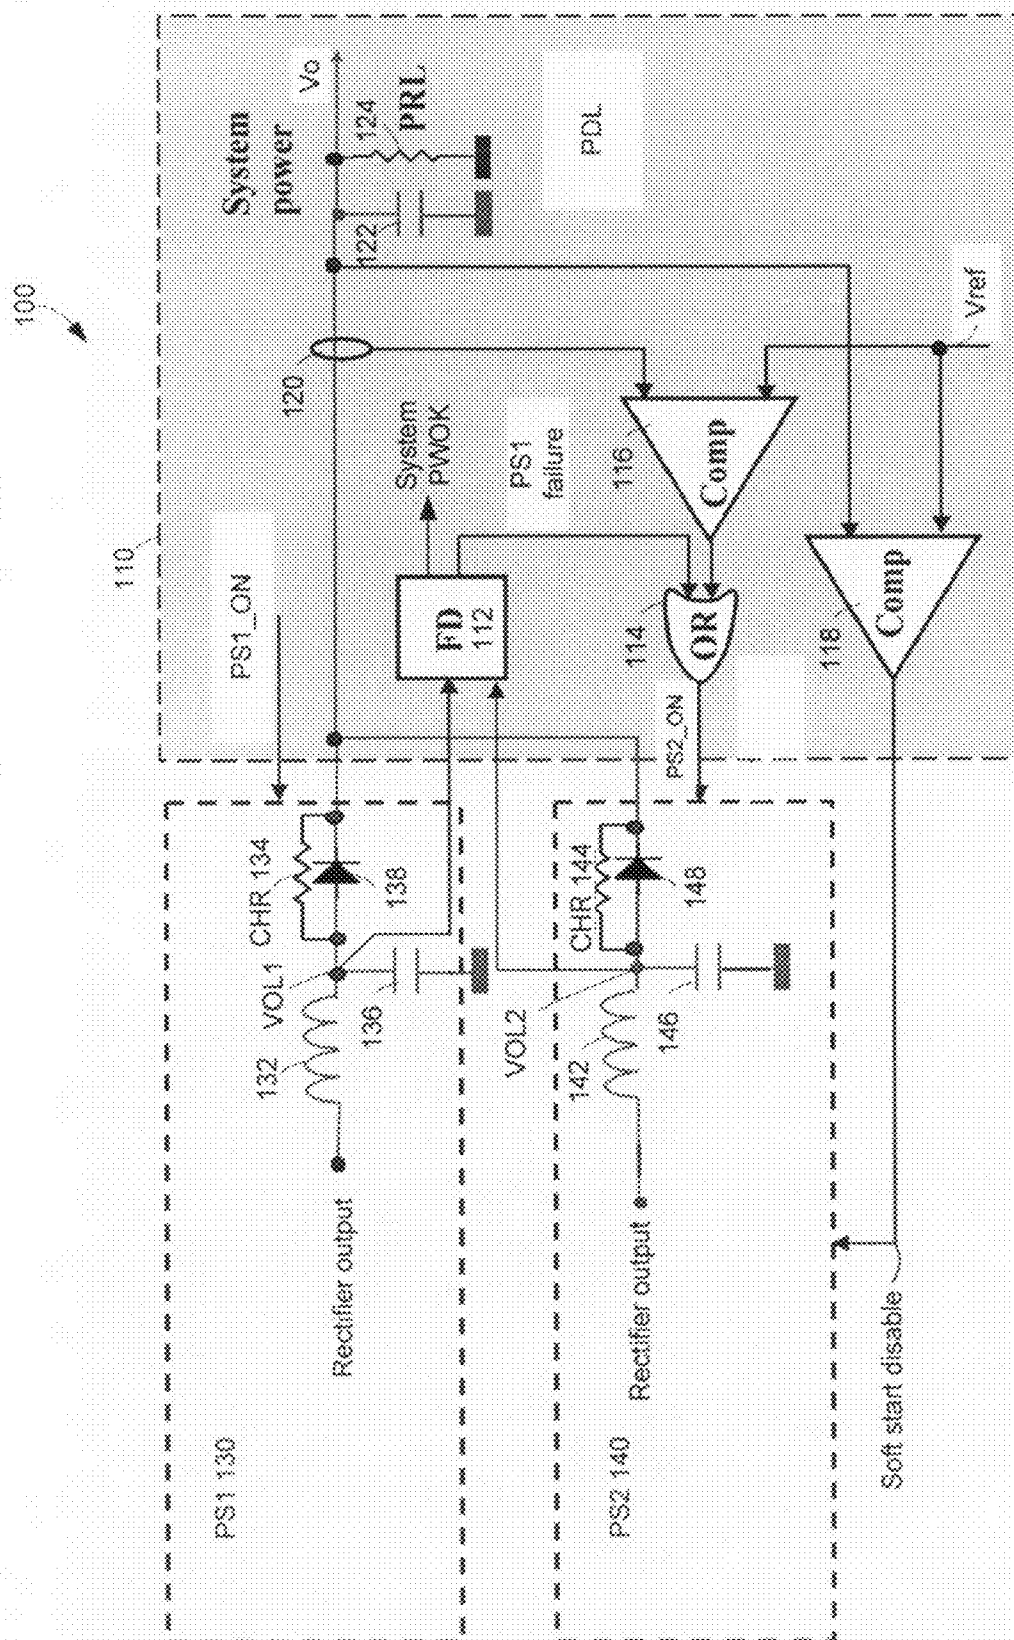 100
110
System
power
Vo
124
PRL
122
PDL
120
System
PWOK
PS1
failure
116
Comp
Vref
PS1_ON
FD
112
114
OR
118
Comp
PS2_ON
CHR 134
138
VOL1
132
136
Rectifier output
PS1 130
CHR 144
148
VOL2
142
146
Rectifier output
PS2 140
Soft start disable